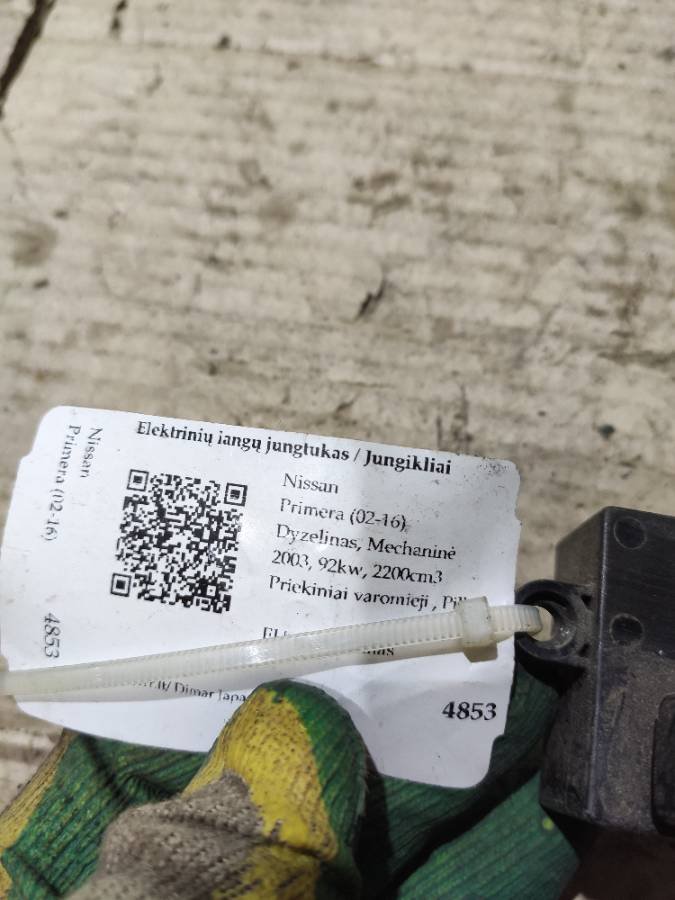 Elektrinių langų jungtukas / Jungikliai
Nissan
Primera (02-16)
Dyzelinas, Mechaninė
2003, 92kw, 2200cm3
Priekiniai varomieji,
Dimar
4853
Nissan
Primera (02-16)
4853